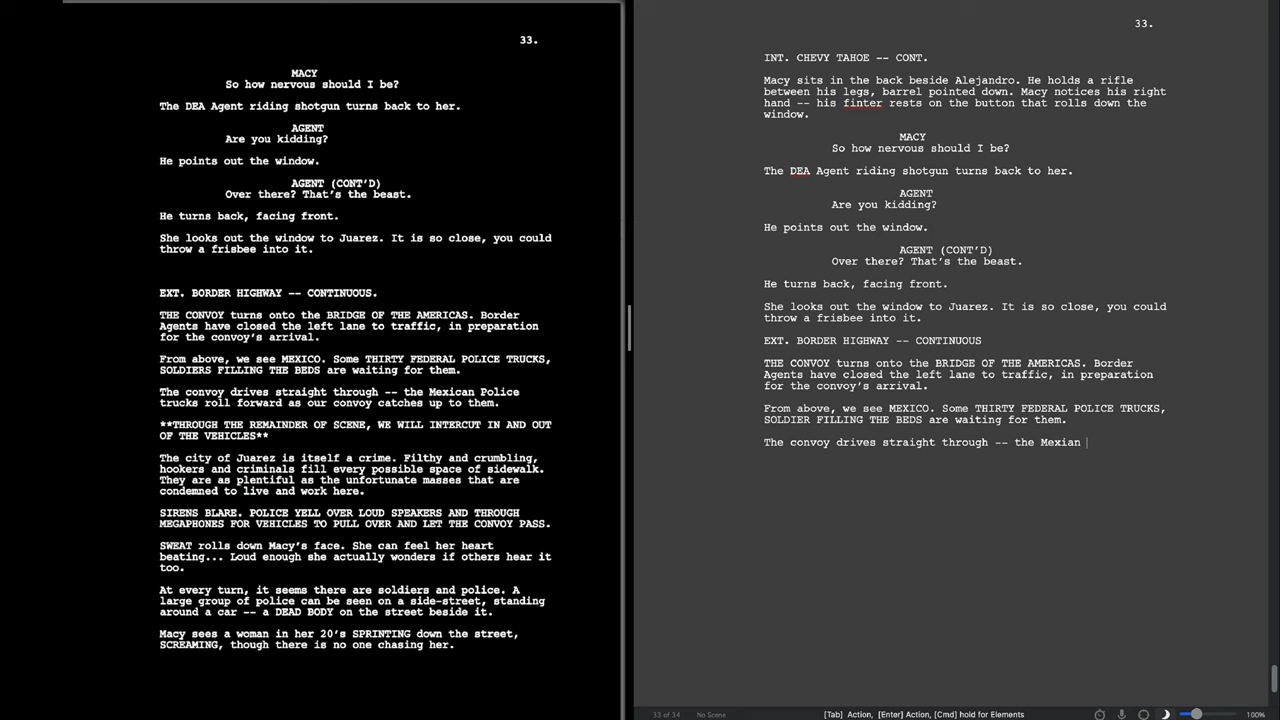 33.
MACY
So how nervous should I be?
The DEA Agent riding shotgun turns back to her.
AGENT
Are you kidding?
He points out the window.
AGENT (CONT'D)
Over there? That's the beast.
He turns back, facing front.
She looks out the window to Juarez. It is so close, you could
throw a frisbee into it.
EXT. BORDER HIGHWAY -- CONTINUOUS.
THE CONVOY turns onto the BRIDGE OF THE AMERICAS. Border
Agents have closed the left lane to traffic, in preparation
for the convoy's arrival.
From above, we see MEXICO. Some THIRTY FEDERAL POLICE TRUCKS,
SOLDIERS FILLING THE BEDS are waiting for them.
The convoy drives straight through -- the Mexican Police
trucks roll forward as our convoy catches up to them.
**THROUGH THE REMAINDER OF SCENE, WE WILL INTERCUT IN AND OUT
OF THE VEHICLES**
The city of Juarez is itself a crime. Filthy and crumbling,
hookers and criminals fill every possible space of sidewalk.
They are as plentiful as the unfortunate masses that are
condemned to live and work here.
SIRENS BLARE. POLICE YELL OVER LOUD SPEAKERS AND THROUGH
MEGAPHONES FOR VEHICLES TO PULL OVER AND LET THE CONVOY PASS.
SWEAT rolls down Macy's face. She can feel her heart
beating... Loud enough she actually wonders if others hear it
too.
At every turn, it seems there are soldiers and police. A
large group of police can be seen on a side-street, standing
around a car -- a DEAD BODY on the street beside it.
Macy sees a woman in her 20's SPRINTING down the street,
SCREAMING, though there is no one chasing her.
33.
INT. CHEVY TAHOE -- CONT.
Macy sits in the back beside Alejandro. He holds a rifle
between his legs, barrel pointed down. Macy notices his right
hand -- his finter rests on the button that rolls down the
window.
MACY
So how nervous should I be?
The DEA Agent riding shotgun turns back to her.
AGENT
Are you kidding?
He points out the window.
AGENT (CONT'D)
Over there? That's the beast.
He turns back, facing front.
She looks out the window to Juarez. It is so close, you could
throw a frisbee into it.
EXT. BORDER HIGHWAY -- CONTINUOUS
THE CONVOY turns onto the BRIDGE OF THE AMERICAS. Border
Agents have closed the left lane to traffic, in preparation
for the convoy's arrival.
From above, we see MEXICO. Some THIRTY FEDERAL POLICE TRUCKS,
SOLDIER FILLING THE BEDS are waiting for them.
The convoy drives straight through -- the Mexian
33 of 34 No Scene [Tab] Action, [Enter] Action, [Cmd] hold for Elements 100%